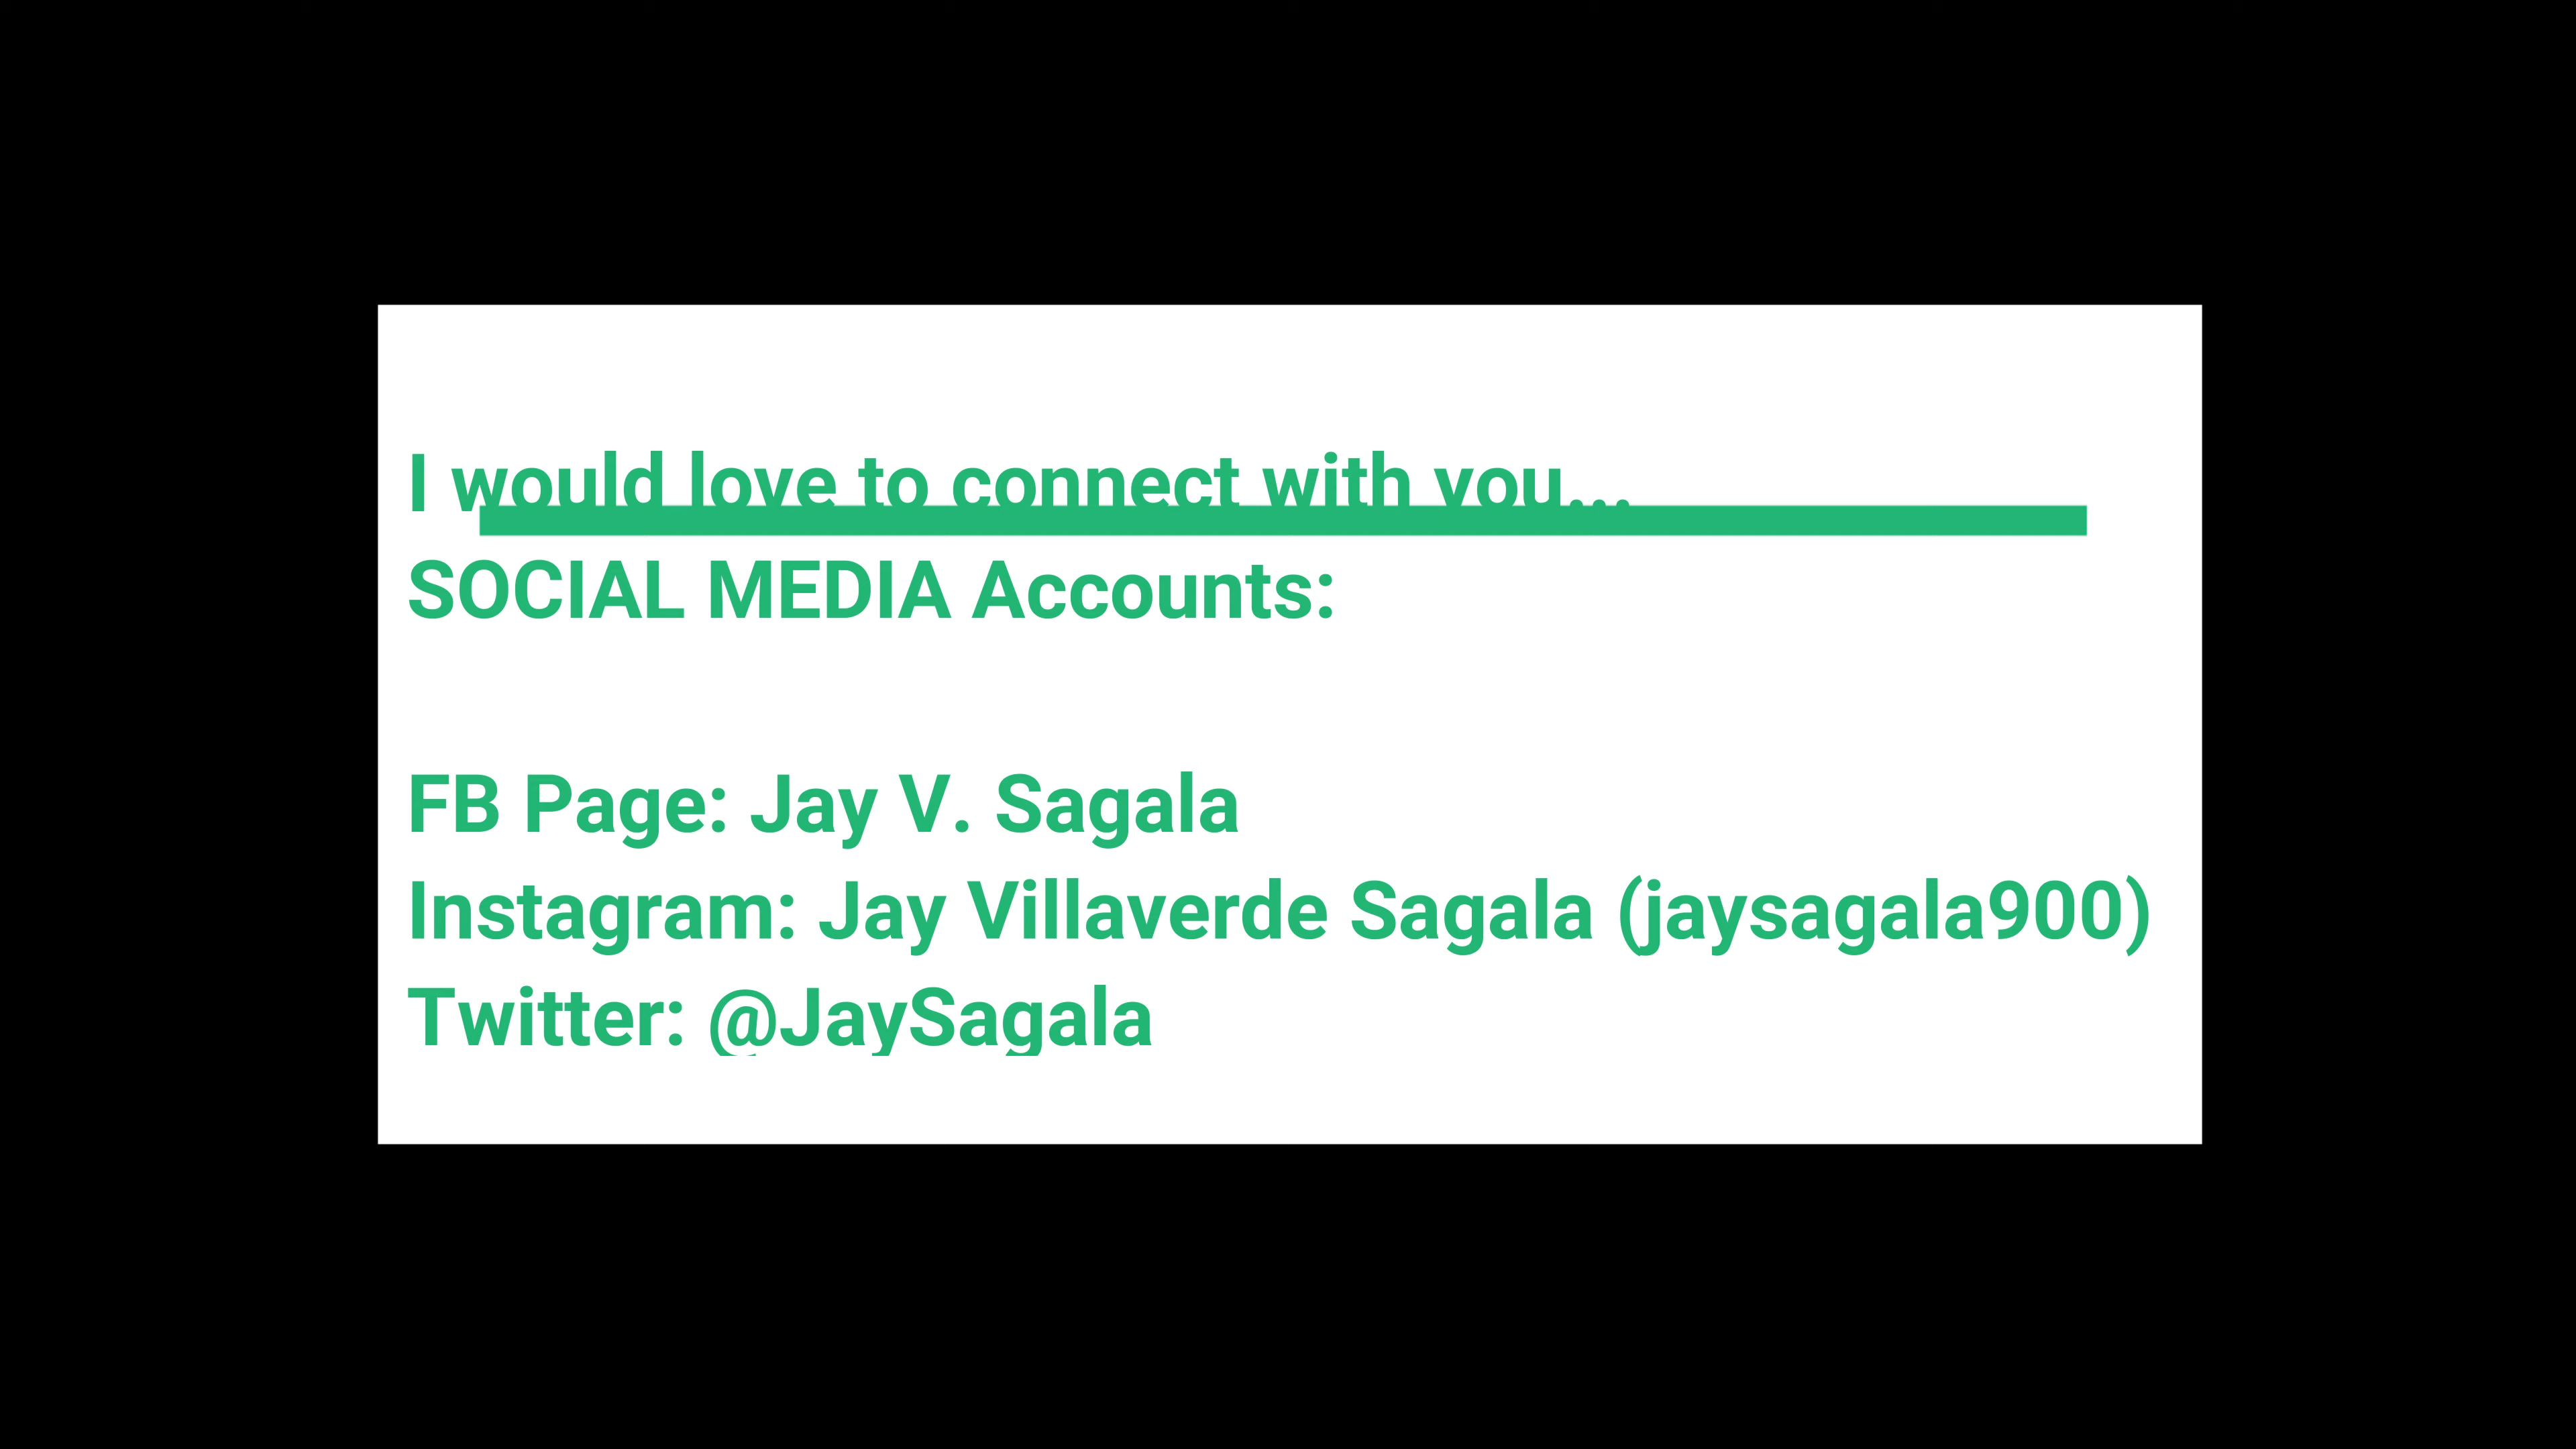 I would love to connect with you...
SOCIAL MEDIA Accounts:
FB Page: Jay V. Sagala
Instagram: Jay Villaverde Sagala (jaysagala900)
Twitter: @JaySagala